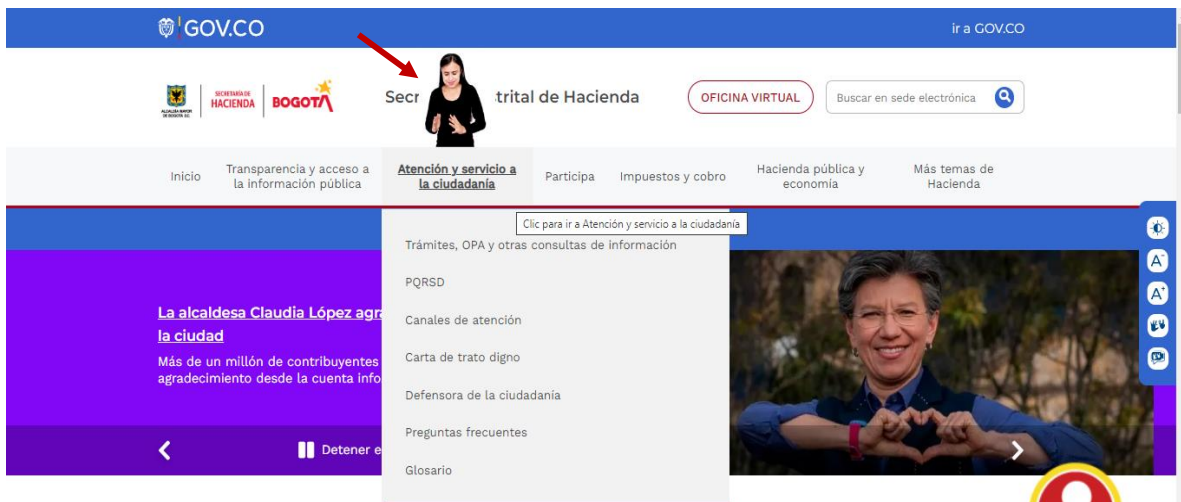 GOV.CO
ir a GOV.CO
ALCALDÍA MAYOR
DE BOGOTÁ D.C.
SECRETARÍA DE
HACIENDA
BOGOTÁ
Secr trital de Hacienda
OFICINA VIRTUAL
Buscar en sede electrónica
Inicio
Transparencia y acceso a
la información pública
Atención y servicio a
la ciudadanía
Participa
Impuestos y cobro
Hacienda pública y
economía
Más temas de
Hacienda
Clic para ir a Atención y servicio a la ciudadanía
Trámites, OPA y otras consultas de información
PQRSD
Canales de atención
Carta de trato digno
Defensora de la ciudadanía
Preguntas frecuentes
Glosario
La alcaldesa Claudia López agr
la ciudad
Más de un millón de contribuyentes
agradecimiento desde la cuenta info
Detener e
A-
A+